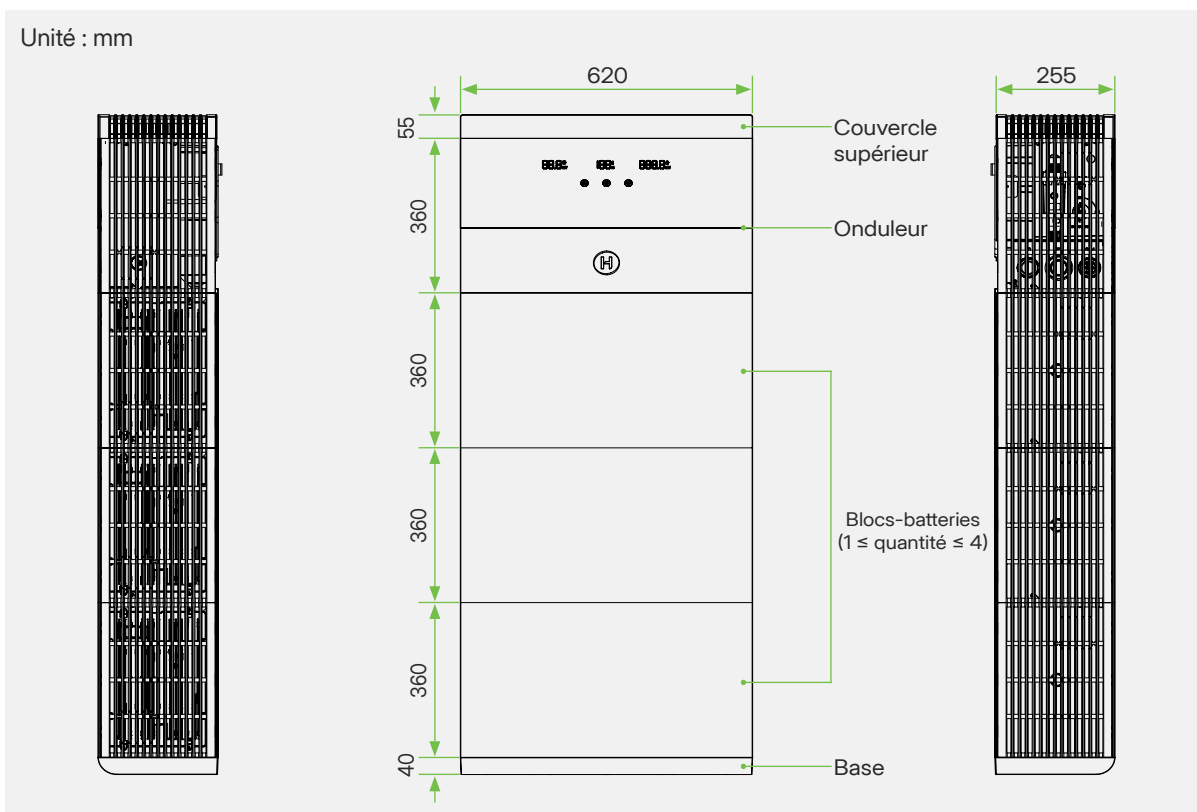 Unité : mm
620
255
55
Couvercle
supérieur
360
Onduleur
H
360
360
Blocs-batteries
(1 ≤ quantité ≤ 4)
360
40
Base